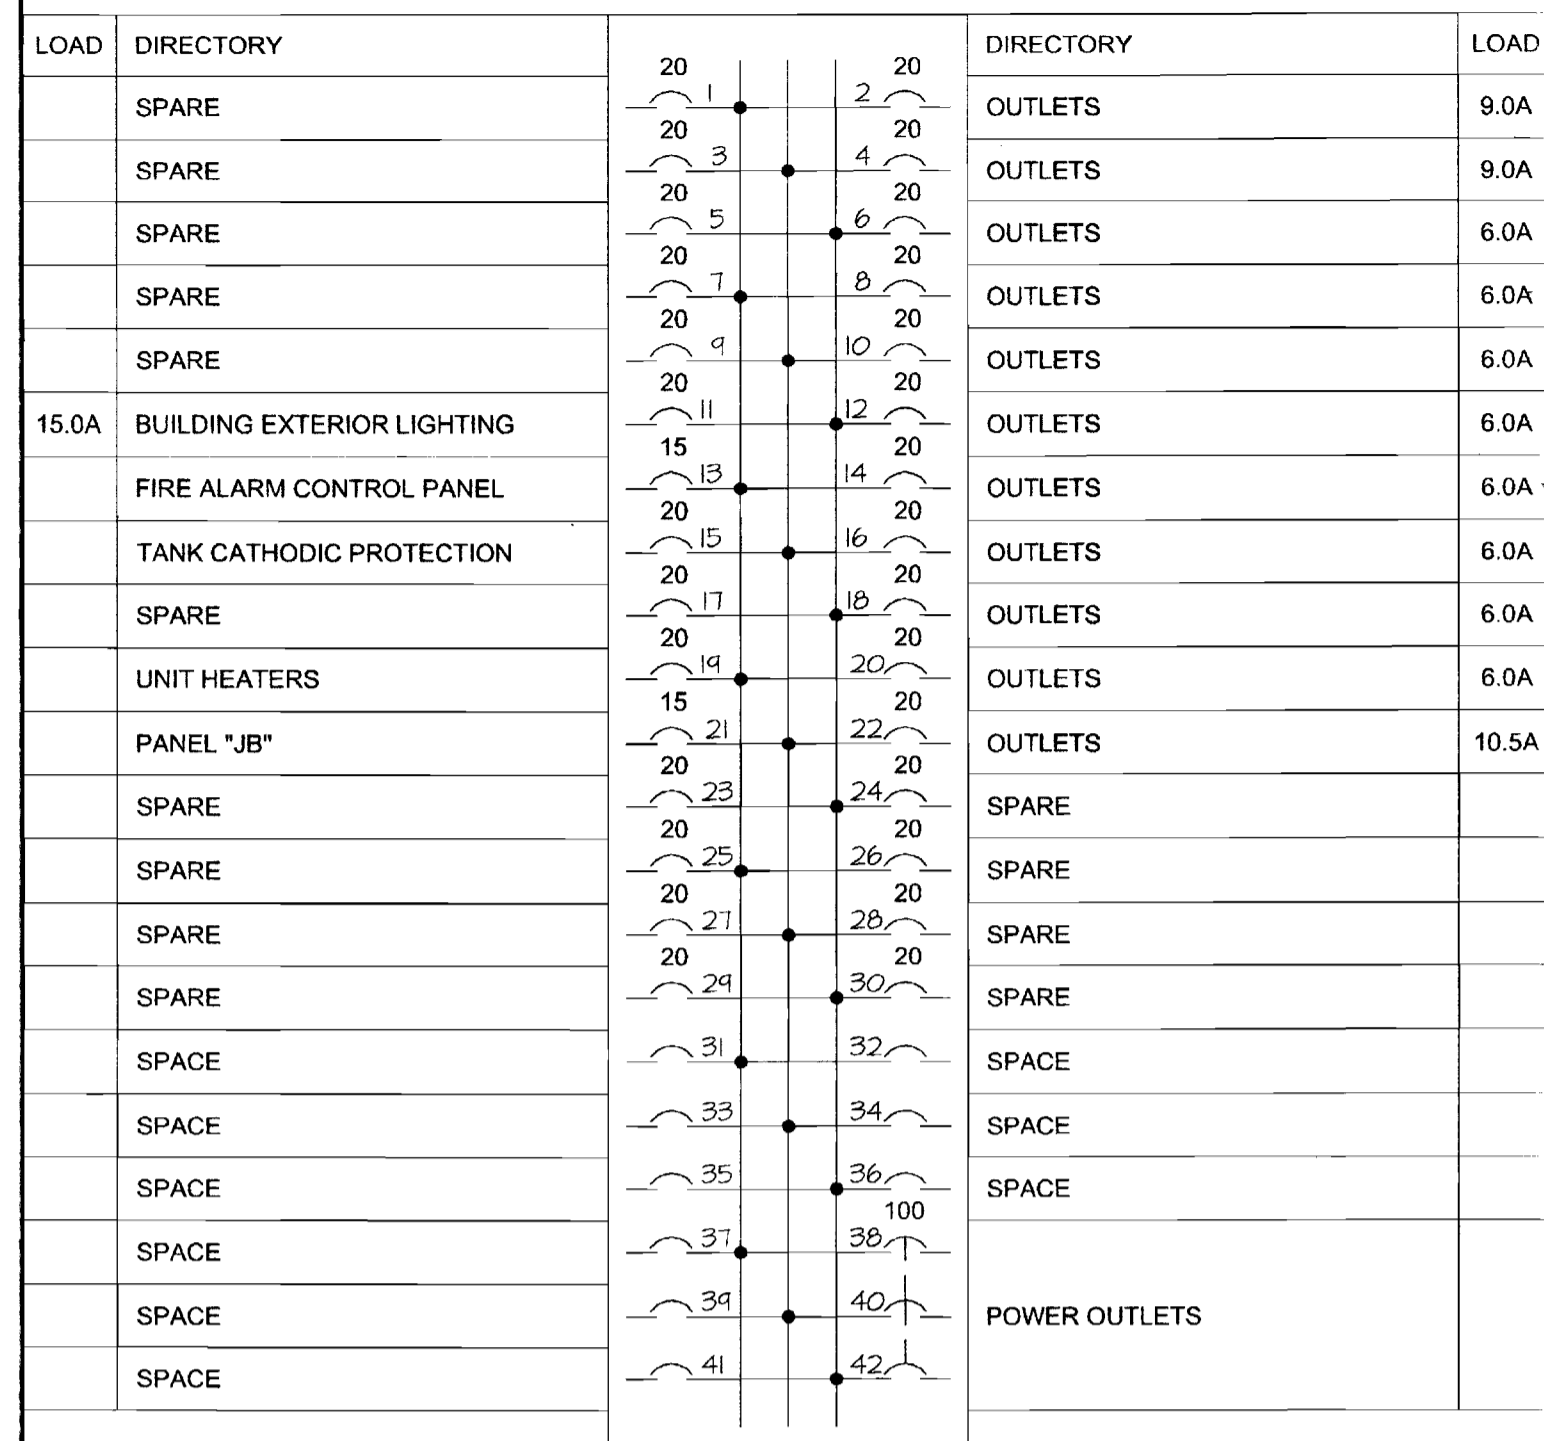 LOAD DIRECTORY DIRECTORY LOAD
20 20
SPARE 1 2 OUTLETS 9.0A
20 20
SPARE 3 4 OUTLETS 9.0A
20 20
SPARE 5 6 OUTLETS 6.0A
20 20
SPARE 7 8 OUTLETS 6.0A
20 20
SPARE 9 10 OUTLETS 6.0A
20 20
15.0A BUILDING EXTERIOR LIGHTING 11 12 OUTLETS 6.0A
15 20
FIRE ALARM CONTROL PANEL 13 14 OUTLETS 6.0A
20 20
TANK CATHODIC PROTECTION 15 16 OUTLETS 6.0A
20 20
SPARE 17 18 OUTLETS 6.0A
20 20
UNIT HEATERS 19 20 OUTLETS 6.0A
15 20
PANEL "JB" 21 22 OUTLETS 10.5A
20 20
SPARE 23 24 SPARE
20 20
SPARE 25 26 SPARE
20 20
SPARE 27 28 SPARE
20 20
SPARE 29 30 SPARE
SPACE 31 32 SPACE
SPACE 33 34 SPACE
SPACE 35 36 SPACE
100
SPACE 37 38
SPACE 39 40 POWER OUTLETS
SPACE 41 42